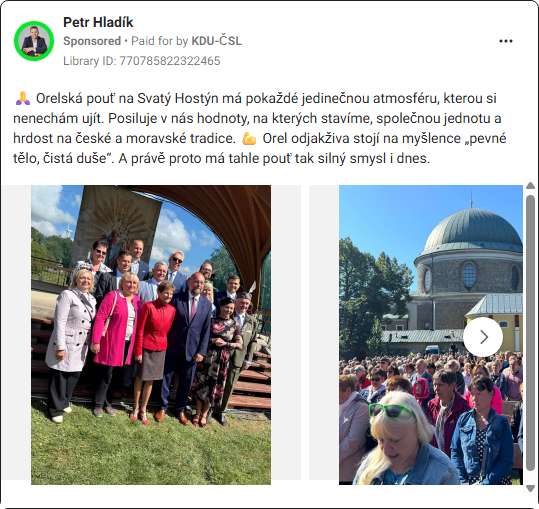 Petr Hladík
Sponsored • Paid for by KDU-ČSL
Library ID: 770785822322465
🙏 Orelská pouť na Svatý Hostýn má pokaždé jedinečnou atmosféru, kterou si
nenechám ujít. Posiluje v nás hodnoty, na kterých stavíme, společnou jednotu a
hrdost na české a moravské tradice. 💪 Orel odjakživa stojí na myšlence „pevné
tělo, čistá duše“. A právě proto má tahle pouť tak silný smysl i dnes.